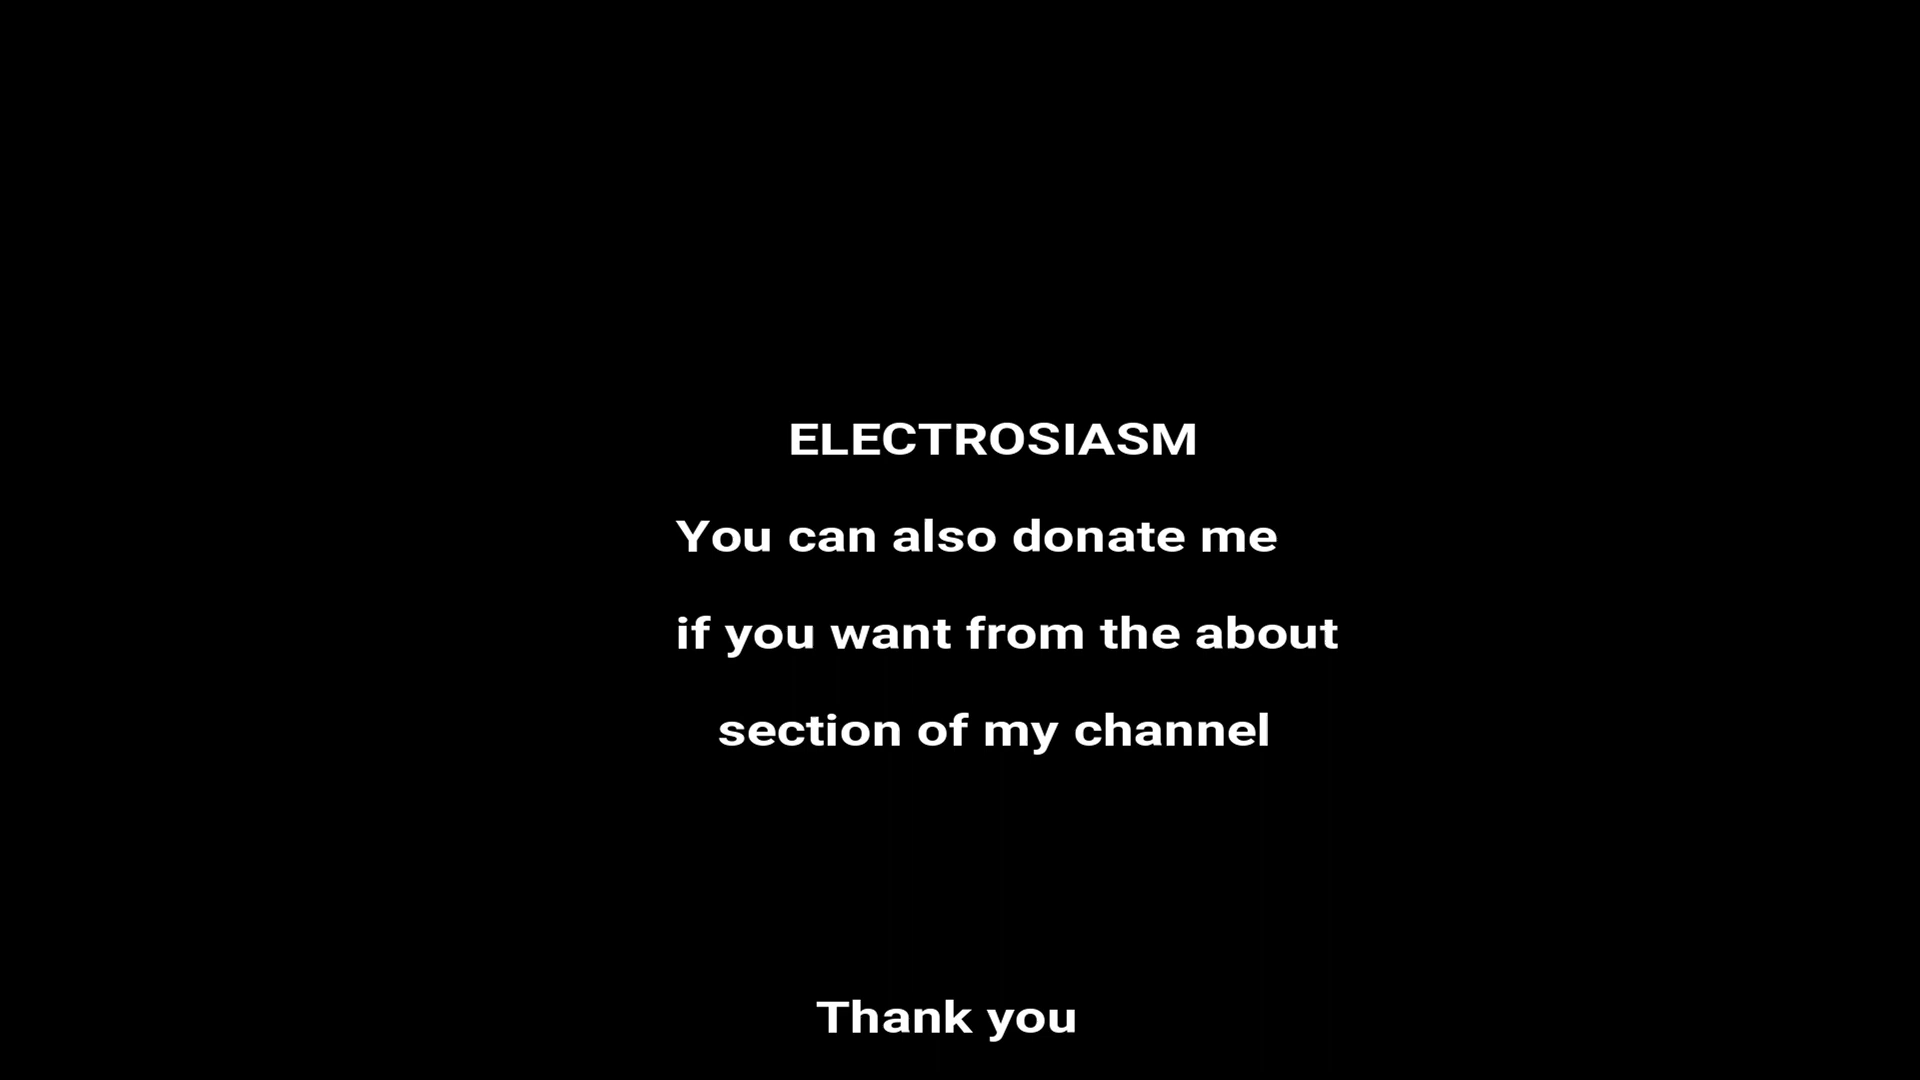 ELECTROSIASM
You can also donate me
if you want from the about
section of my channel
Thank you